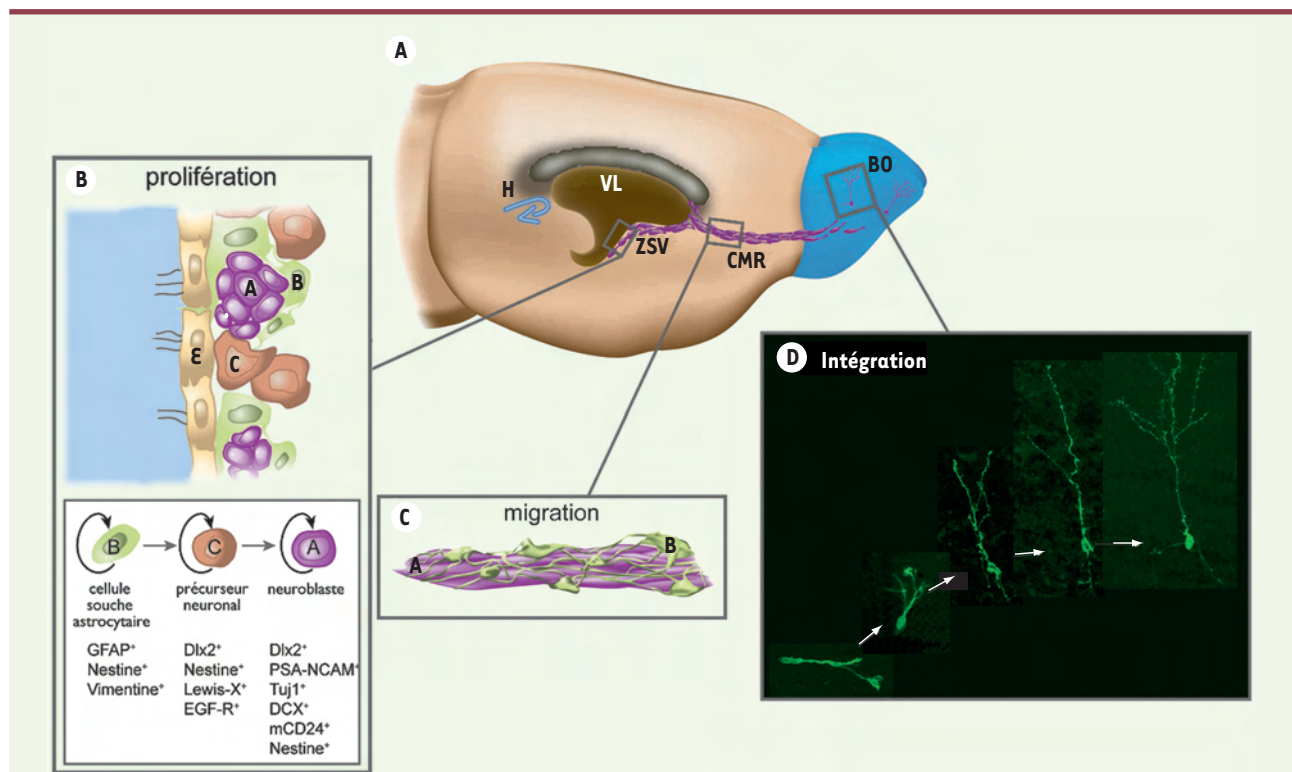 A
B
prolifération
A
B
ε
C
H
VL
ZSV
CMR
BO
B
C
A
cellule
souche
astrocytaire
précurseur
neuronal
neuroblaste
GFAP⁺
Nestine⁺
Vimentine⁺
Dlx2⁺
Nestine⁺
Lewis-X⁺
EGF-R⁺
Dlx2⁺
PSA-NCAM⁺
Tuj1⁺
DCX⁺
mCD24⁺
Nestine⁺
C
migration
A
B
D Intégration